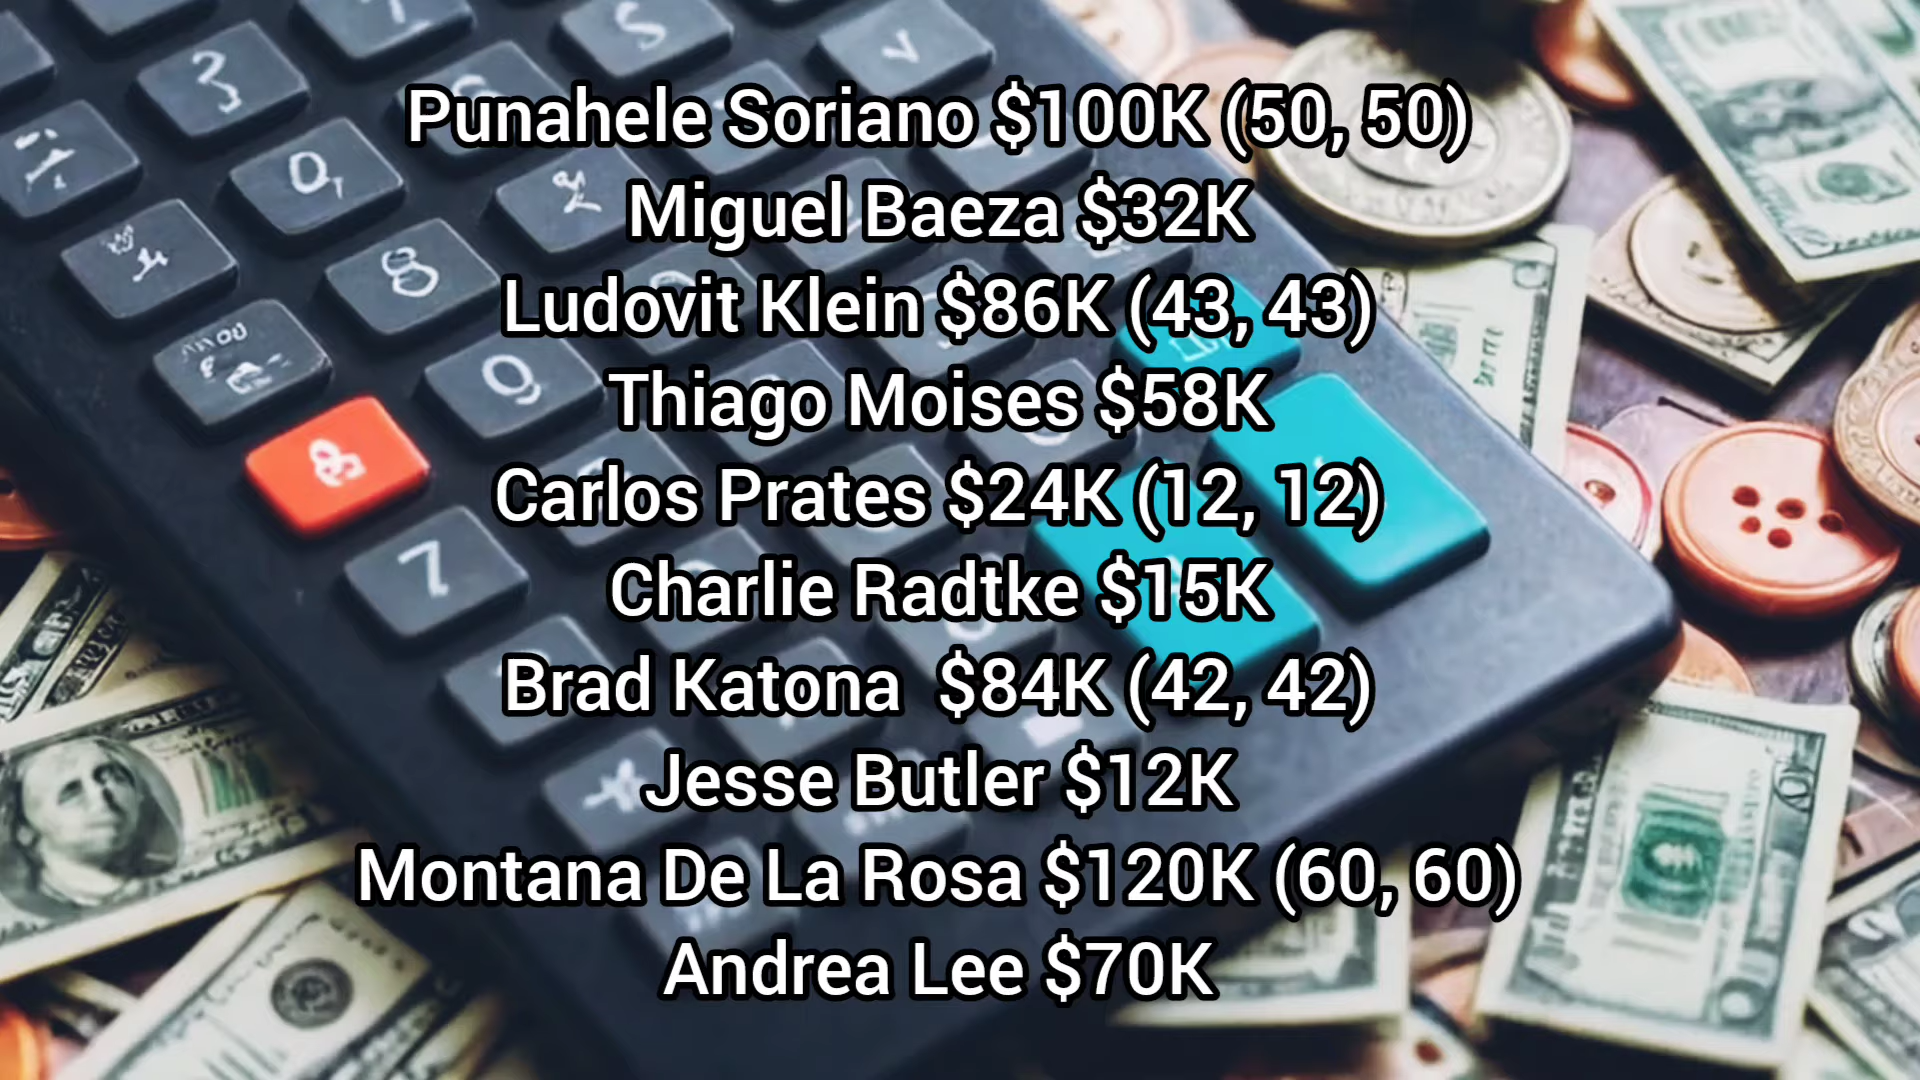 Punahele Soriano $100K (50, 50)
Miguel Baeza $32K
Ludovit Klein $86K (43, 43)
Thiago Moises $58K
Carlos Prates $24K (12, 12)
Charlie Radtke $15K
Brad Katona  $84K (42, 42)
Jesse Butler $12K
Montana De La Rosa $120K (60, 60)
Andrea Lee $70K